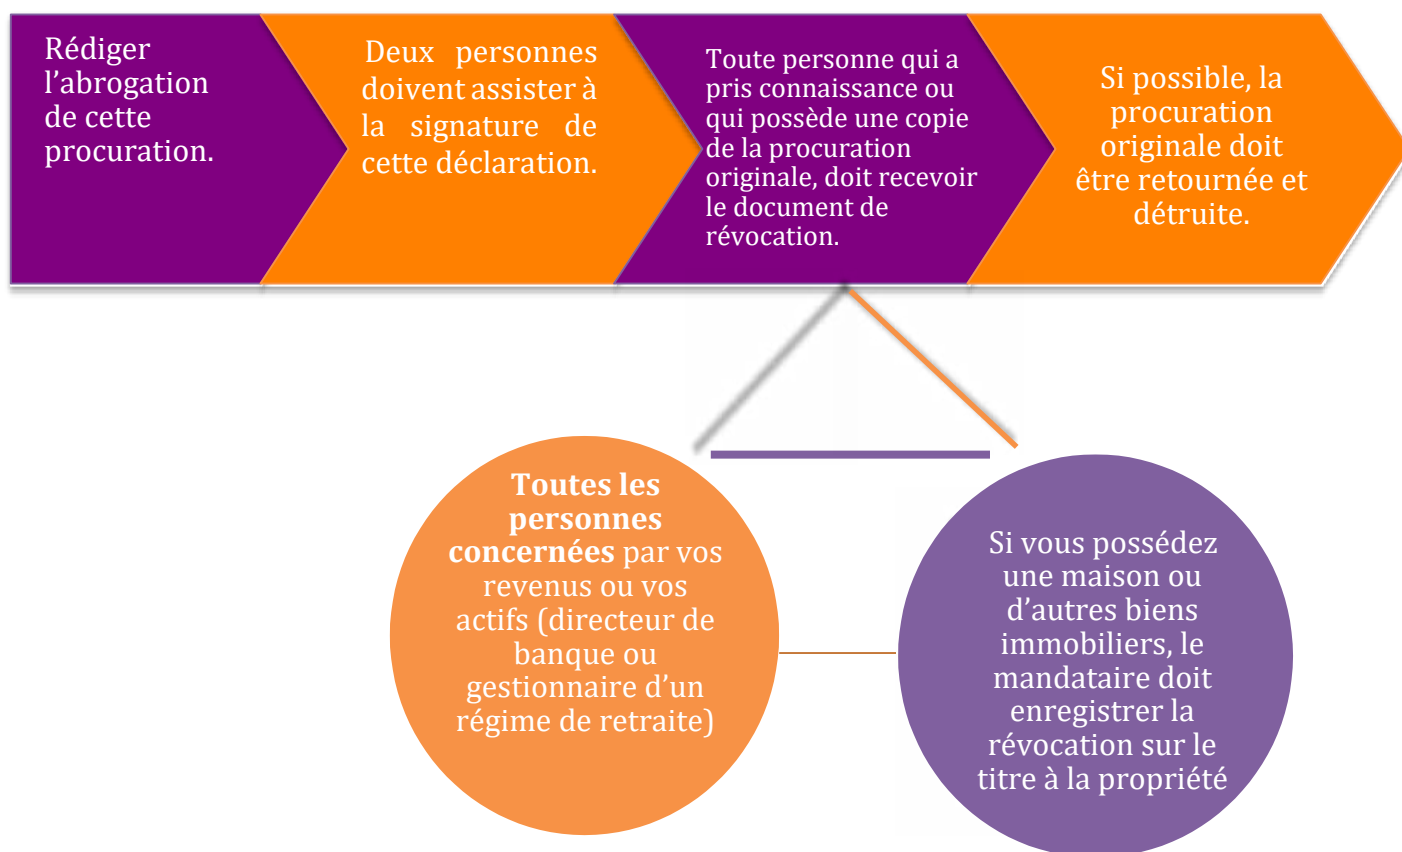 Rédiger
l’abrogation
de cette
procuration.
Deux personnes
doivent assister à
la signature de
cette déclaration.
Toute personne qui a
pris connaissance ou
qui possède une copie
de la procuration
originale, doit recevoir
le document de
révocation.
Si possible, la
procuration
originale doit
être retournée et
détruite.
Toutes les
personnes
concernées par vos
revenus ou vos
actifs (directeur de
banque ou
gestionnaire d’un
régime de retraite)
Si vous possédez
une maison ou
d’autres biens
immobiliers, le
mandataire doit
enregistrer la
révocation sur le
titre à la propriété